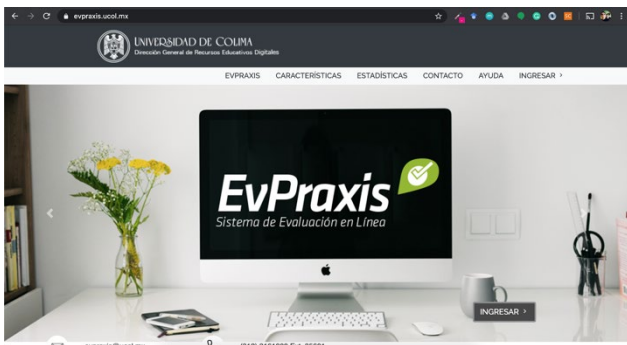 evpraxis.ucol.mx
UNIVERSIDAD DE COLIMA
Dirección General de Recursos Educativos Digitales
EVPRAXIS CARACTERÍSTICAS ESTADÍSTICAS CONTACTO AYUDA INGRESAR >
EvPraxis
Sistema de Evaluación en Línea
INGRESAR >